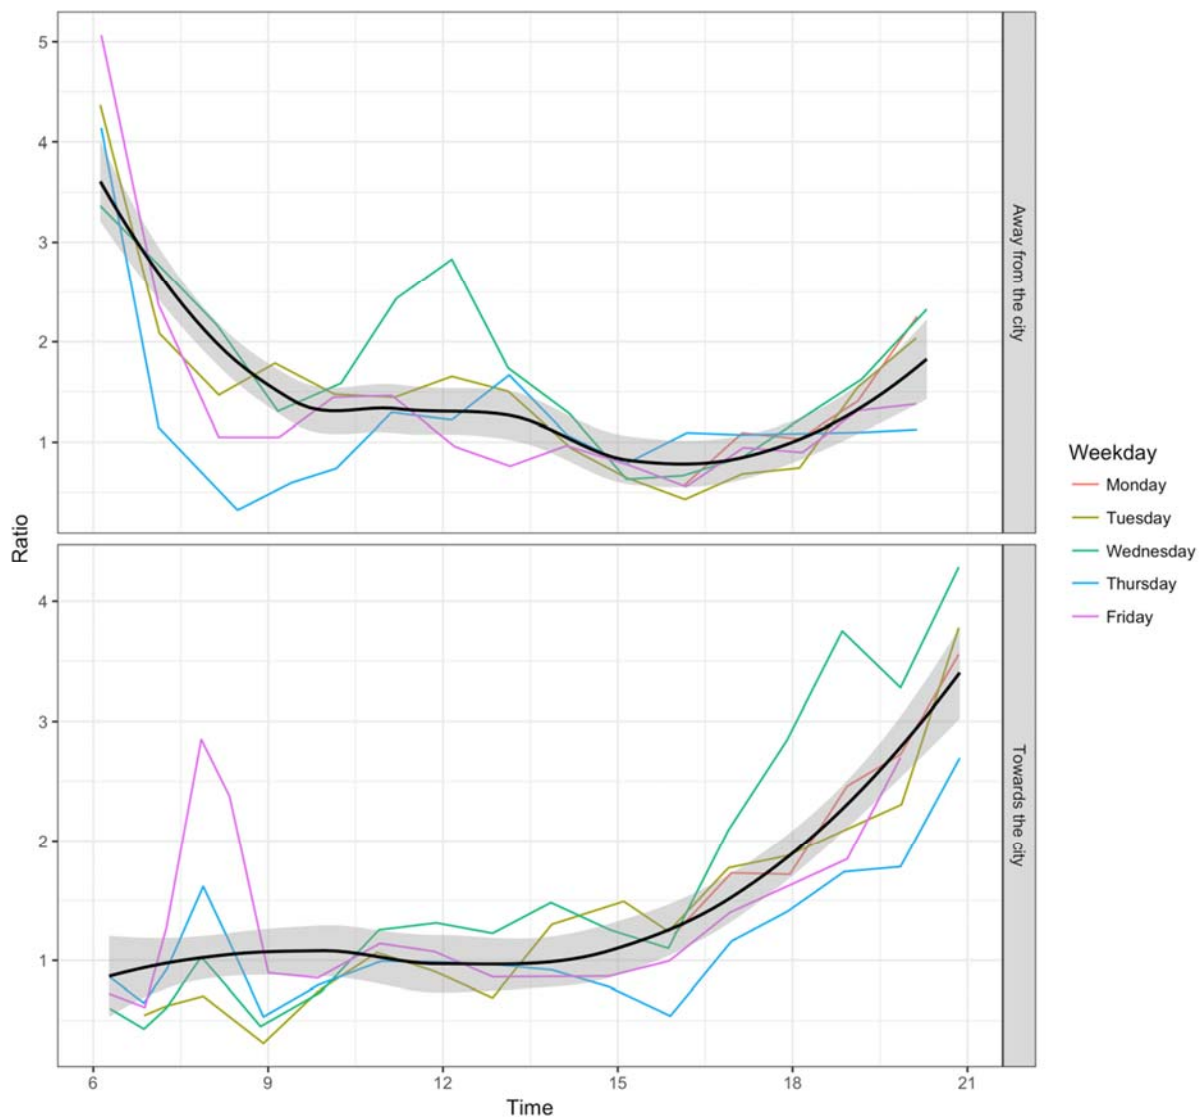 5
4
3
2
1
Away from the city
Ratio
4
3
2
1
Towards the city
6
9
12
15
18
21
Time
Weekday
Monday
Tuesday
Wednesday
Thursday
Friday